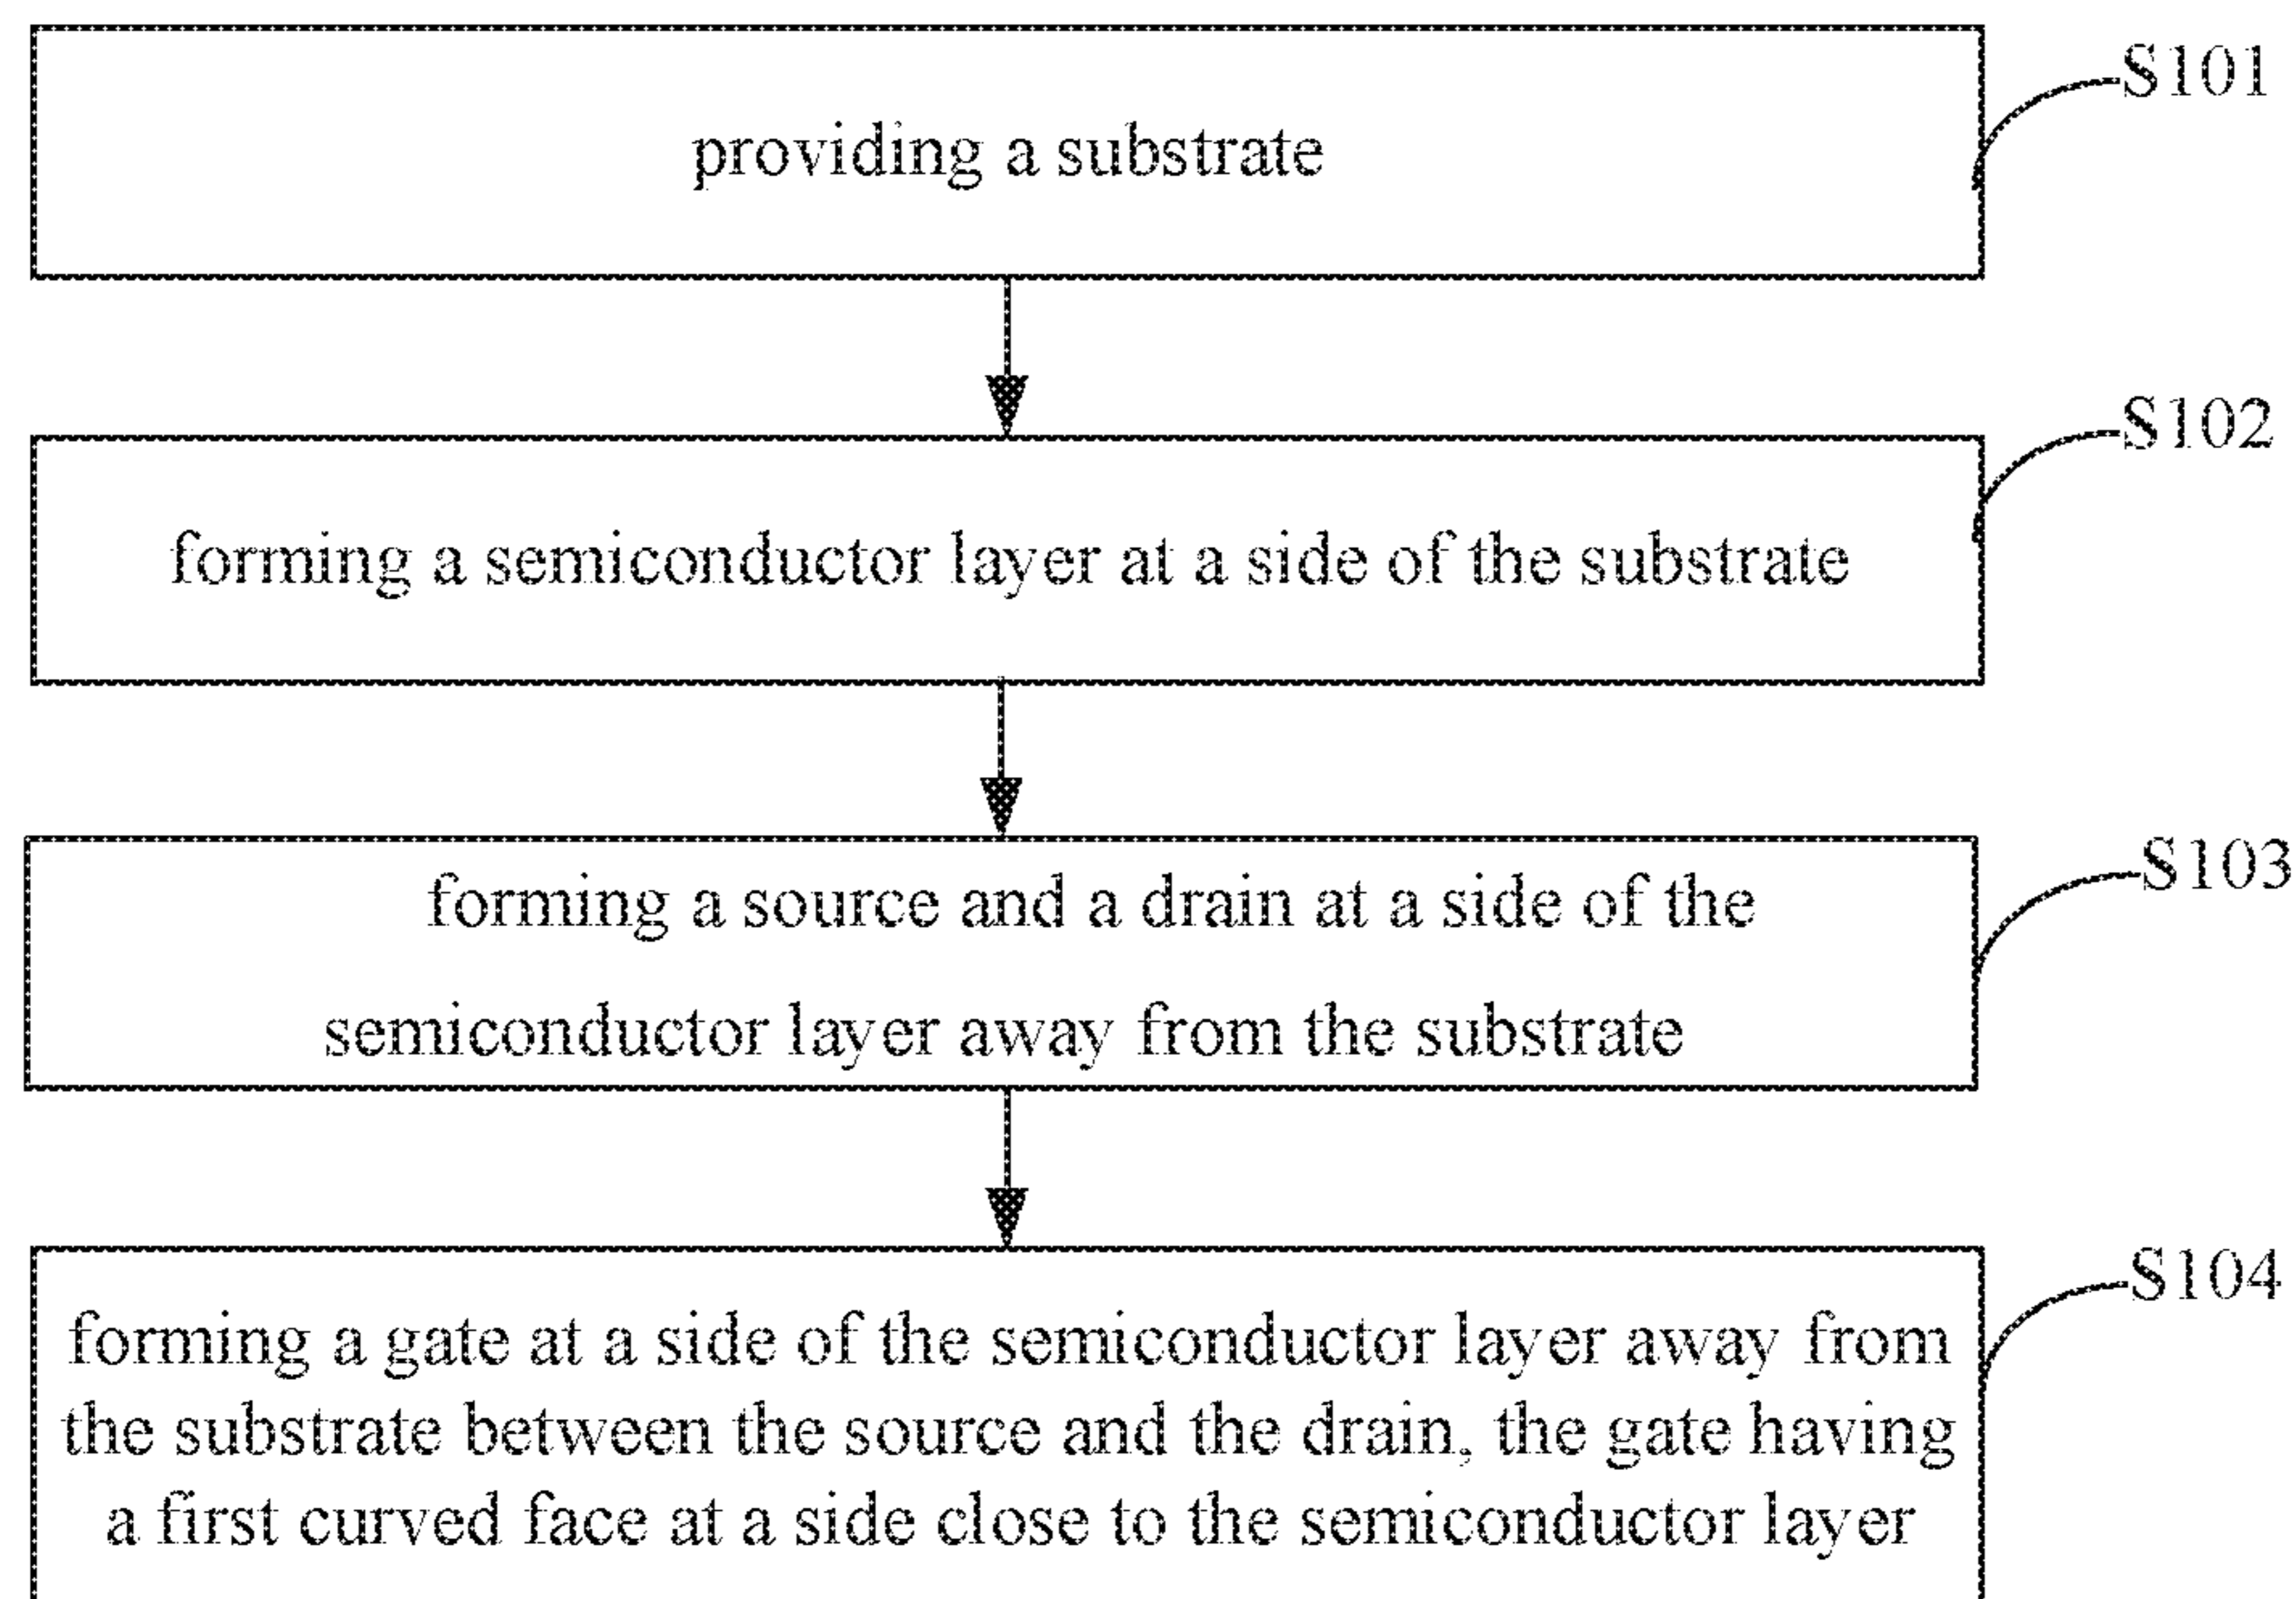 S101
providing a substrate
S102
forming a semiconductor layer at a side of the substrate
S103
forming a source and a drain at a side of the
semiconductor layer away from the substrate
S104
forming a gate at a side of the semiconductor layer away from
the substrate between the source and the drain, the gate having
a first curved face at a side close to the semiconductor layer